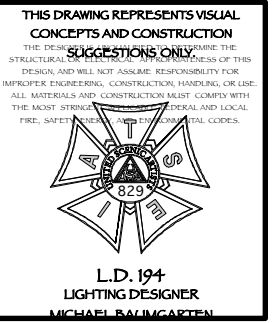 THIS DRAWING REPRESENTS VISUAL
CONCEPTS AND CONSTRUCTION
SUGGESTIONS ONLY.
THE DESIGNER IS UNQUALIFIED TO DETERMINE THE
STRUCTURAL OR ELECTRICAL APPROPRIATENESS OF THIS
DESIGN, AND WILL NOT ASSUME RESPONSIBILITY FOR
IMPROPER ENGINEERING, CONSTRUCTION, HANDLING, OR USE.
ALL MATERIALS AND CONSTRUCTION MUST COMPLY WITH
THE MOST FEDERAL AND LOCAL
FIRE, SAFETY, ENERGY, AND ENVIRONMENTAL CODES.
I A T S E
UNITED SCENIC ARTISTS
829
L.D. 194
LIGHTING DESIGNER
MICHAEL BAUMGARTEN